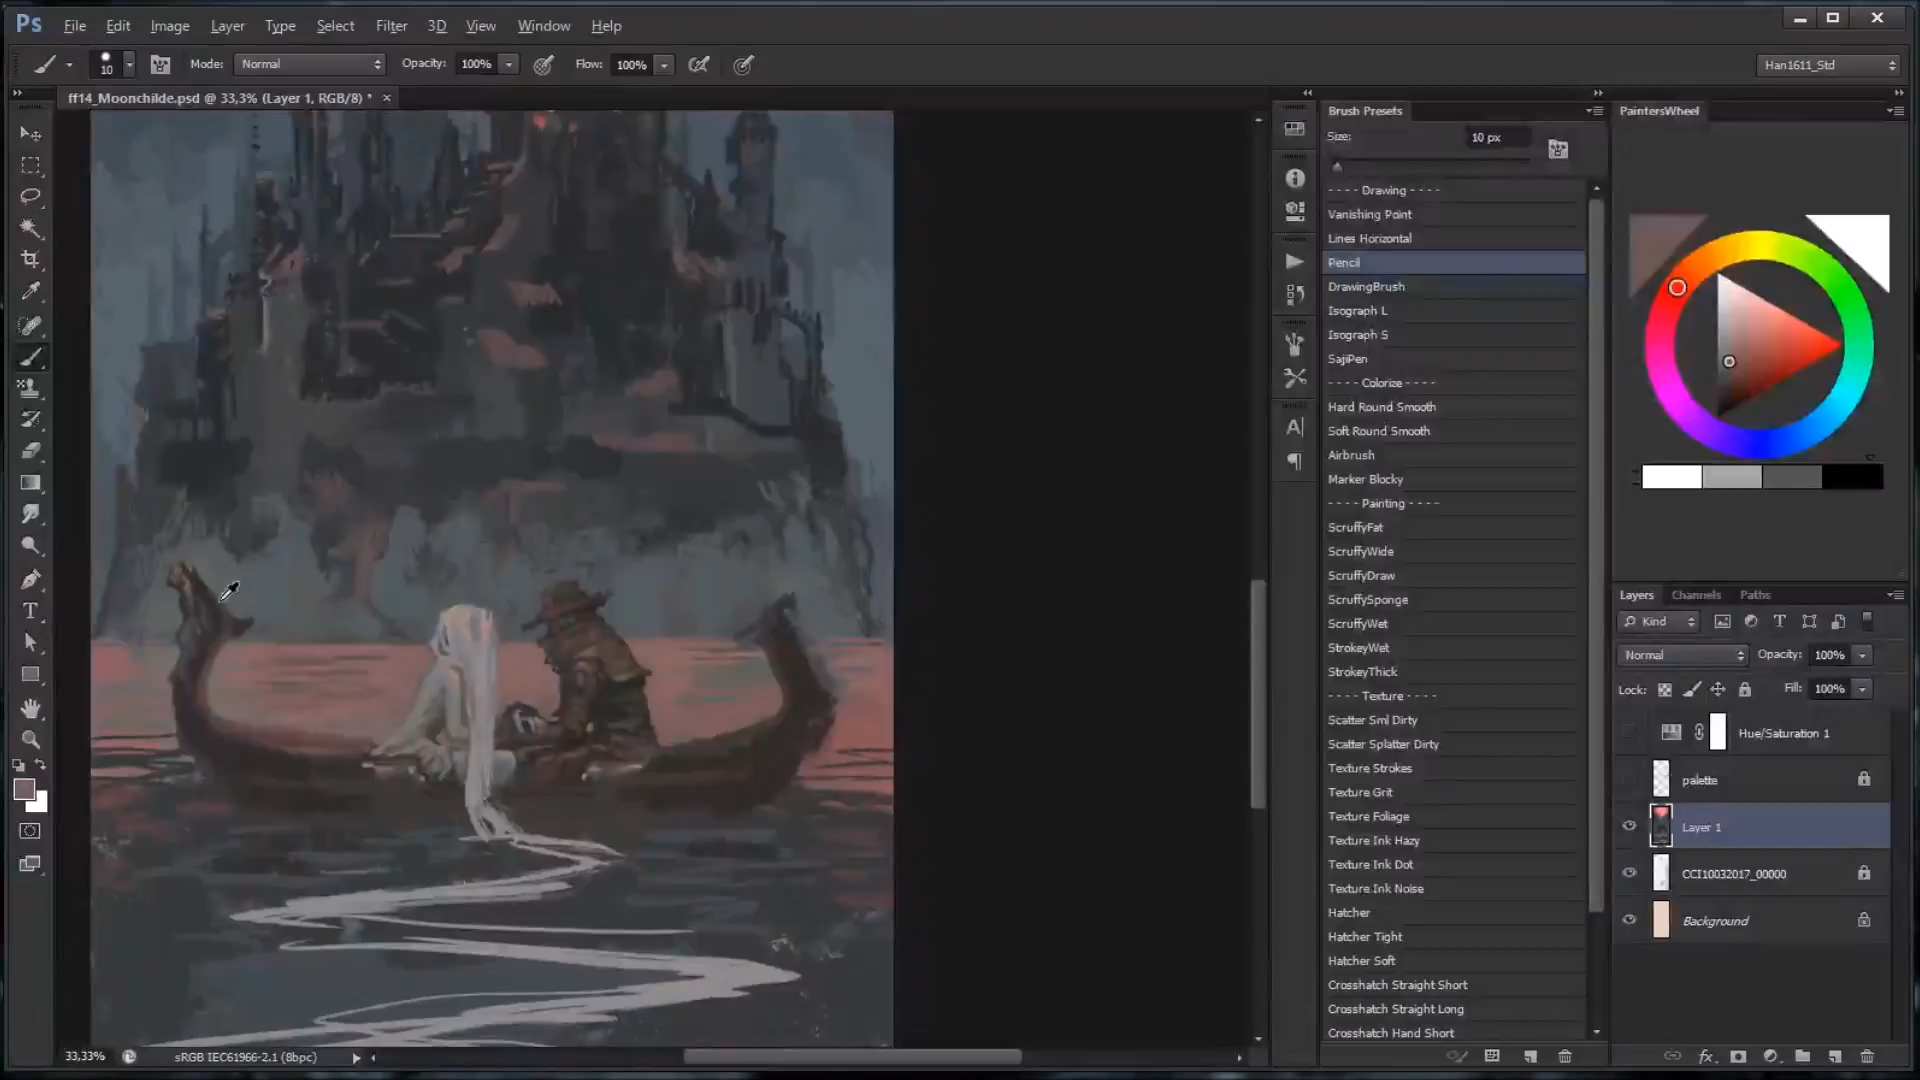 Ps File Edit Image Layer Type Select Filter 3D View Window Help
10 Mode: Normal Opacity: 100% Flow: 100% Han1611_Std
ff14_Moonchilde.psd @ 33,3% (Layer 1, RGB/8) *
Brush Presets
Size: 10 px
---- Drawing ----
Vanishing Point
Lines Horizontal
Pencil
DrawingBrush
Isograph L
Isograph S
SajiPen
---- Colorize ----
Hard Round Smooth
Soft Round Smooth
Airbrush
Marker Blocky
---- Painting ----
ScruffyFat
ScruffyWide
ScruffyDraw
ScruffySponge
ScruffyWet
StrokeyWet
StrokeyThick
---- Texture ----
Scatter Sml Dirty
Scatter Splatter Dirty
Texture Strokes
Texture Grit
Texture Foliage
Texture Ink Hazy
Texture Ink Dot
Texture Ink Noise
Hatcher
Hatcher Tight
Hatcher Soft
Crosshatch Straight Short
Crosshatch Straight Long
Crosshatch Hand Short
PaintersWheel
Layers Channels Paths
Kind
Normal Opacity: 100%
Lock: Fill: 100%
Hue/Saturation 1
palette
Layer 1
CCI10032017_00000
Background
33,33% sRGB IEC61966-2.1 (8bpc)